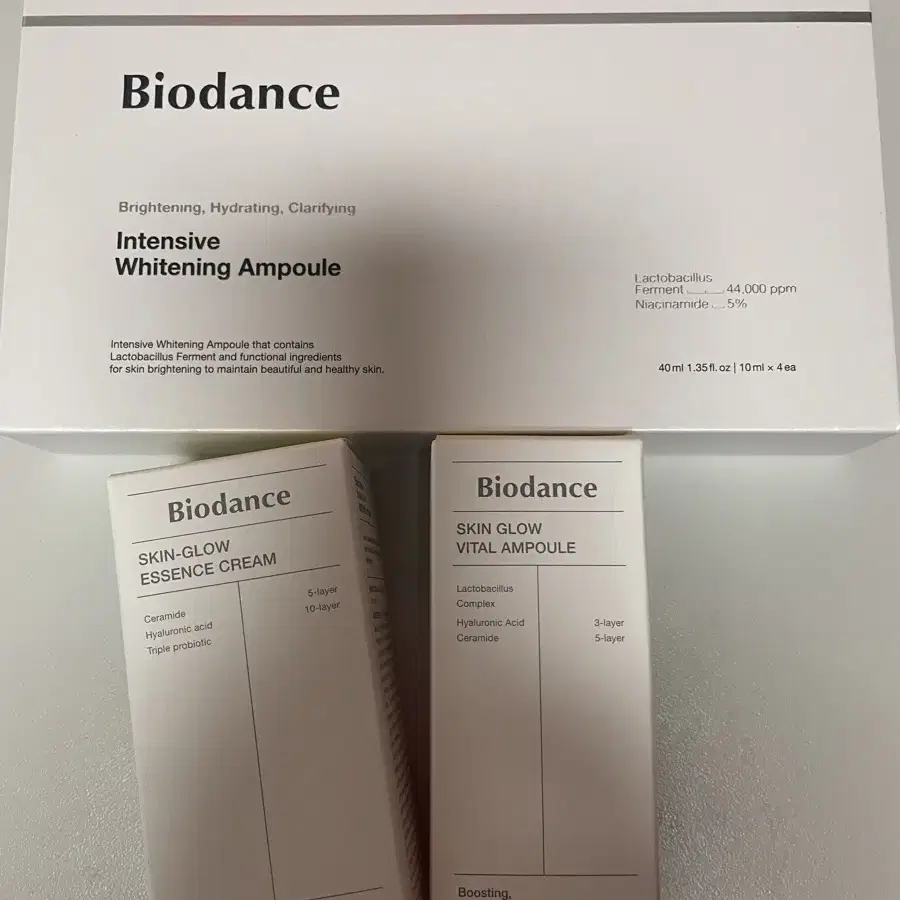 Biodance
Brightening, Hydrating, Clarifying
Intensive
Whitening Ampoule
Lactobacillus
Ferment 44,000 ppm
Niacinamide 5%
Intensive Whitening Ampoule that contains
Lactobacillus Ferment and functional ingredients
for skin brightening to maintain beautiful and healthy skin.
40ml 1.35fl.oz | 10ml × 4ea
Biodance
SKIN-GLOW
ESSENCE CREAM
Ceramide 5-layer
Hyaluronic acid 10-layer
Triple probiotic
Biodance
SKIN GLOW
VITAL AMPOULE
Lactobacillus
Complex
Hyaluronic Acid 3-layer
Ceramide 5-layer
Boosting,